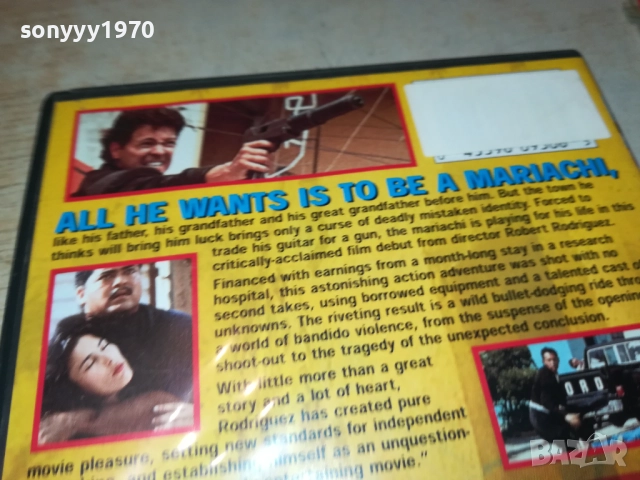 sonyyy1970
ALL HE WANTS IS TO BE A MARIACHI,
like his father, his grandfather and his great grandfather before him. But the town he
thinks will bring him luck brings only a curse of deadly mistaken identity. Forced to
trade his guitar for a gun, the mariachi is playing for his life in this
critically-acclaimed film debut from director Robert Rodriguez.
Financed with earnings from a month-long stay in a research
hospital, this astonishing action adventure was shot with no
second takes, using borrowed equipment and a talented cast of
unknowns. The riveting result is a wild bullet-dodging ride
a world of bandido violence, from the suspense of the
shoot-out to the tragedy of the unexpected conclusion.
With little more than a great
story and a lot of heart,
Rodriguez has created pure
movie pleasure, setting new standards for independent
and establishing himself as an unquestion-
movie."
ORO
BAZAR
bg